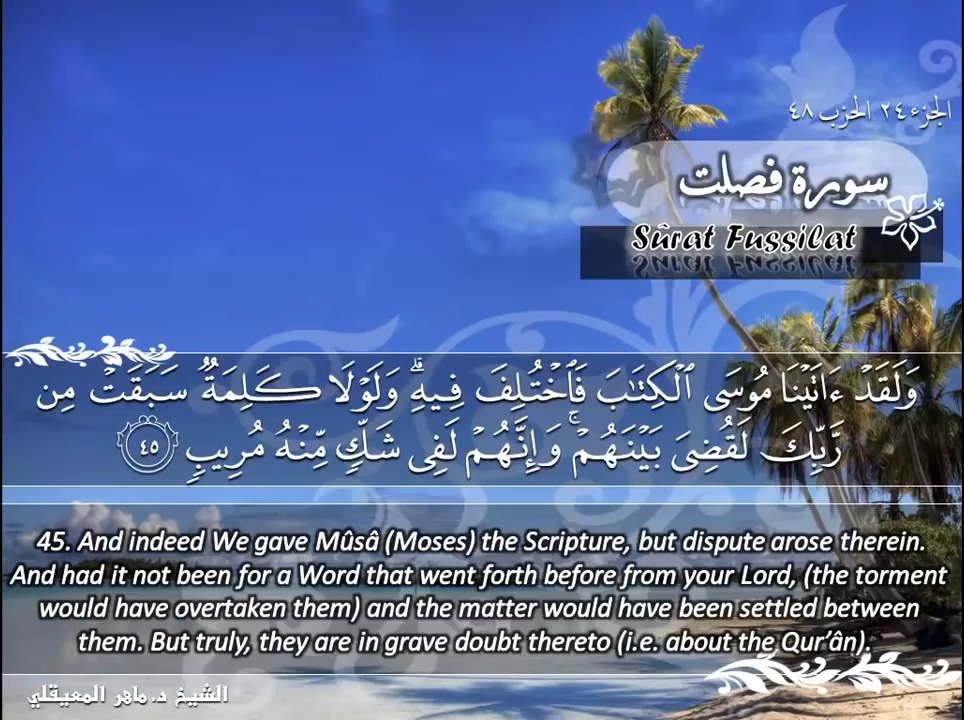 الجزء ٢٤ الحزب ٤٨
سورة فصلت
Sûrat Fussilat
وَلَقَدْ ءَاتَيْنَا مُوسَى ٱلْكِتَٰبَ فَٱخْتُلِفَ فِيهِ ۗ وَلَوْلَا كَلِمَةٌ سَبَقَتْ مِن
رَّبِّكَ لَقُضِىَ بَيْنَهُمْ ۚ وَإِنَّهُمْ لَفِى شَكٍّ مِّنْهُ مُرِيبٍ ٤٥
45. And indeed We gave Mûsâ (Moses) the Scripture, but dispute arose therein.
And had it not been for a Word that went forth before from your Lord, (the torment
would have overtaken them) and the matter would have been settled between
them. But truly, they are in grave doubt thereto (i.e. about the Qur’ân).
الشيخ د. ماهر المعيقلي